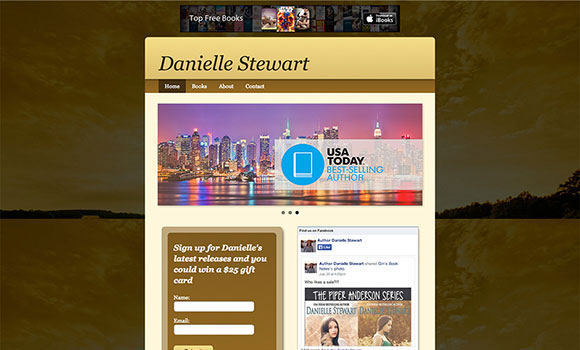 Top Free Books
Download on
iBooks
Danielle Stewart
Home Books About Contact
USA
TODAY
BEST-SELLING
AUTHOR
Sign up for Danielle's
latest releases and
you could win a $25 gift
card
Name:
Email:
Find us on Facebook
Author Danielle Stewart
Like
Author Danielle Stewart shared Girl's Book
photo.
Who likes a sale??
THE PIPER ANDERSON SERIES
DANIELLE STEWART DANIELLE STEWART